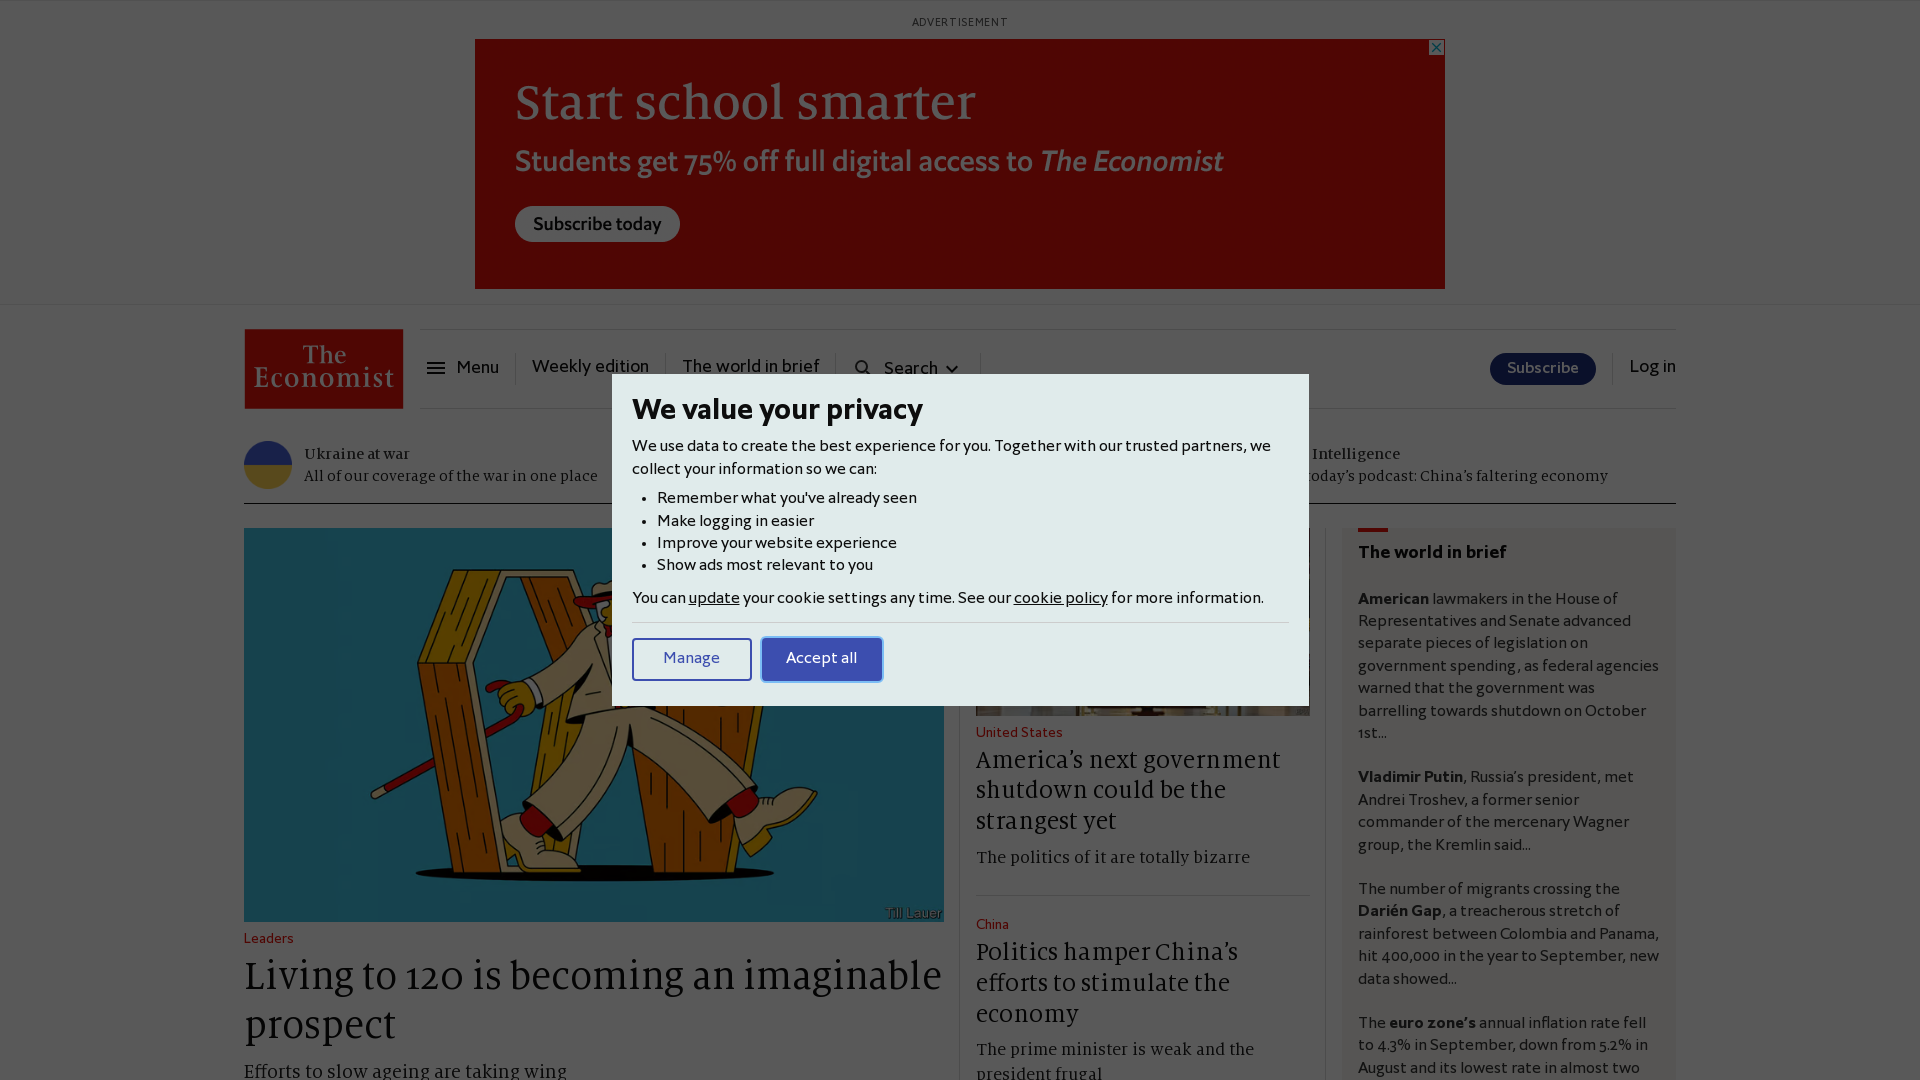 ADVERTISEMENT
Start school smarter
Students get 75% off full digital access to The Economist
Subscribe today
The
Economist
Menu
Weekly edition
The world in brief
Search
Subscribe
Log in
Ukraine at war
All of our coverage of the war in one place
Intelligence
today's podcast: China's faltering economy
We value your privacy
We use data to create the best experience for you. Together with our trusted partners, we
collect your information so we can:
• Remember what you've already seen
• Make logging in easier
• Improve your website experience
• Show ads most relevant to you
You can update your cookie settings any time. See our cookie policy for more information.
Manage
Accept all
Till Lauer
Leaders
Living to 120 is becoming an imaginable
prospect
Efforts to slow ageing are taking wing
United States
America's next government
shutdown could be the
strangest yet
The politics of it are totally bizarre
China
Politics hamper China's
efforts to stimulate the
economy
The prime minister is weak and the
president frugal
The world in brief
American lawmakers in the House of
Representatives and Senate advanced
separate pieces of legislation on
government spending, as federal agencies
warned that the government was
barrelling towards shutdown on October
1st...
Vladimir Putin, Russia's president, met
Andrei Troshev, a former senior
commander of the mercenary Wagner
group, the Kremlin said...
The number of migrants crossing the
Darién Gap, a treacherous stretch of
rainforest between Colombia and Panama,
hit 400,000 in the year to September, new
data showed...
The euro zone's annual inflation rate fell
to 4.3% in September, down from 5.2% in
August and its lowest rate in almost two